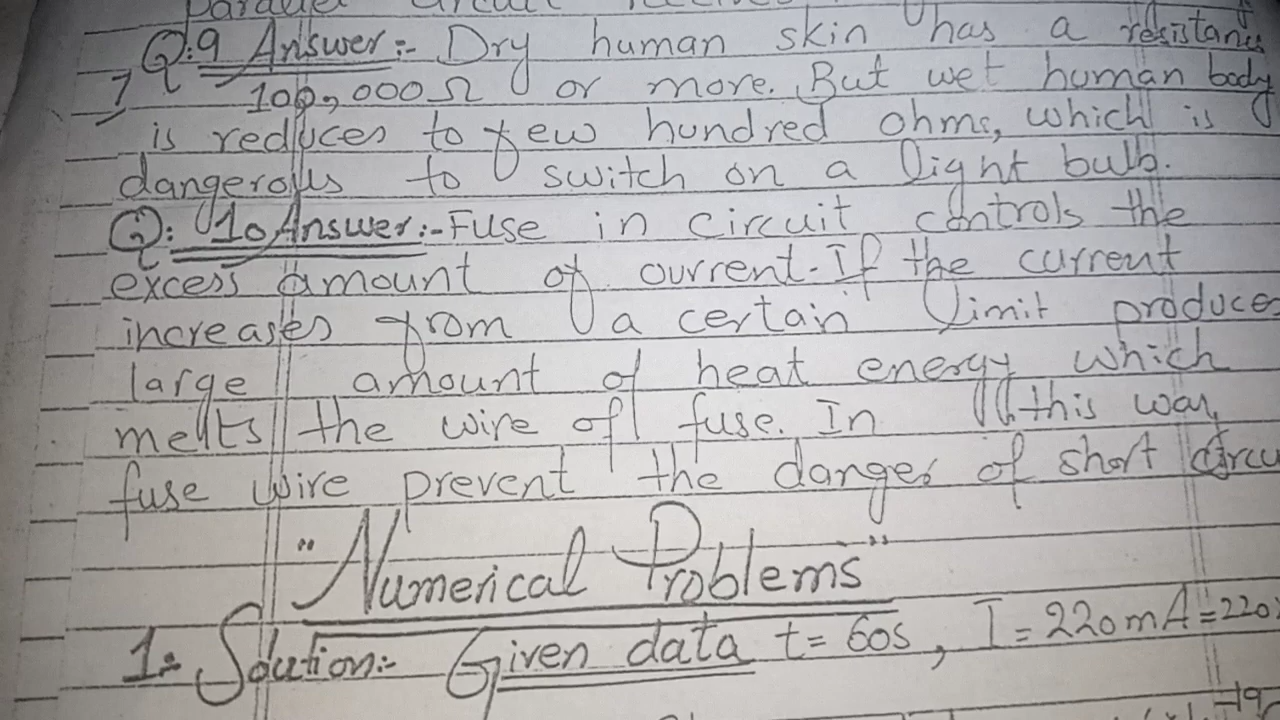 Parallel Circuit
Q:9 Answer:- Dry human skin has a resistance
100,000Ω or more. But wet human body
is reduces to few hundred ohms, which is
dangerous to switch on a light bulb.
Q: 10 Answer:- Fuse in circuit controls the
excess amount of current. If the current
increases from a certain limit produces
large amount of heat energy which
melts the wire of fuse. In this way
fuse wire prevent the danger of short circu
"Numerical Problems"
1:- Solution:- Given data t= 60s, I = 220mA = 220